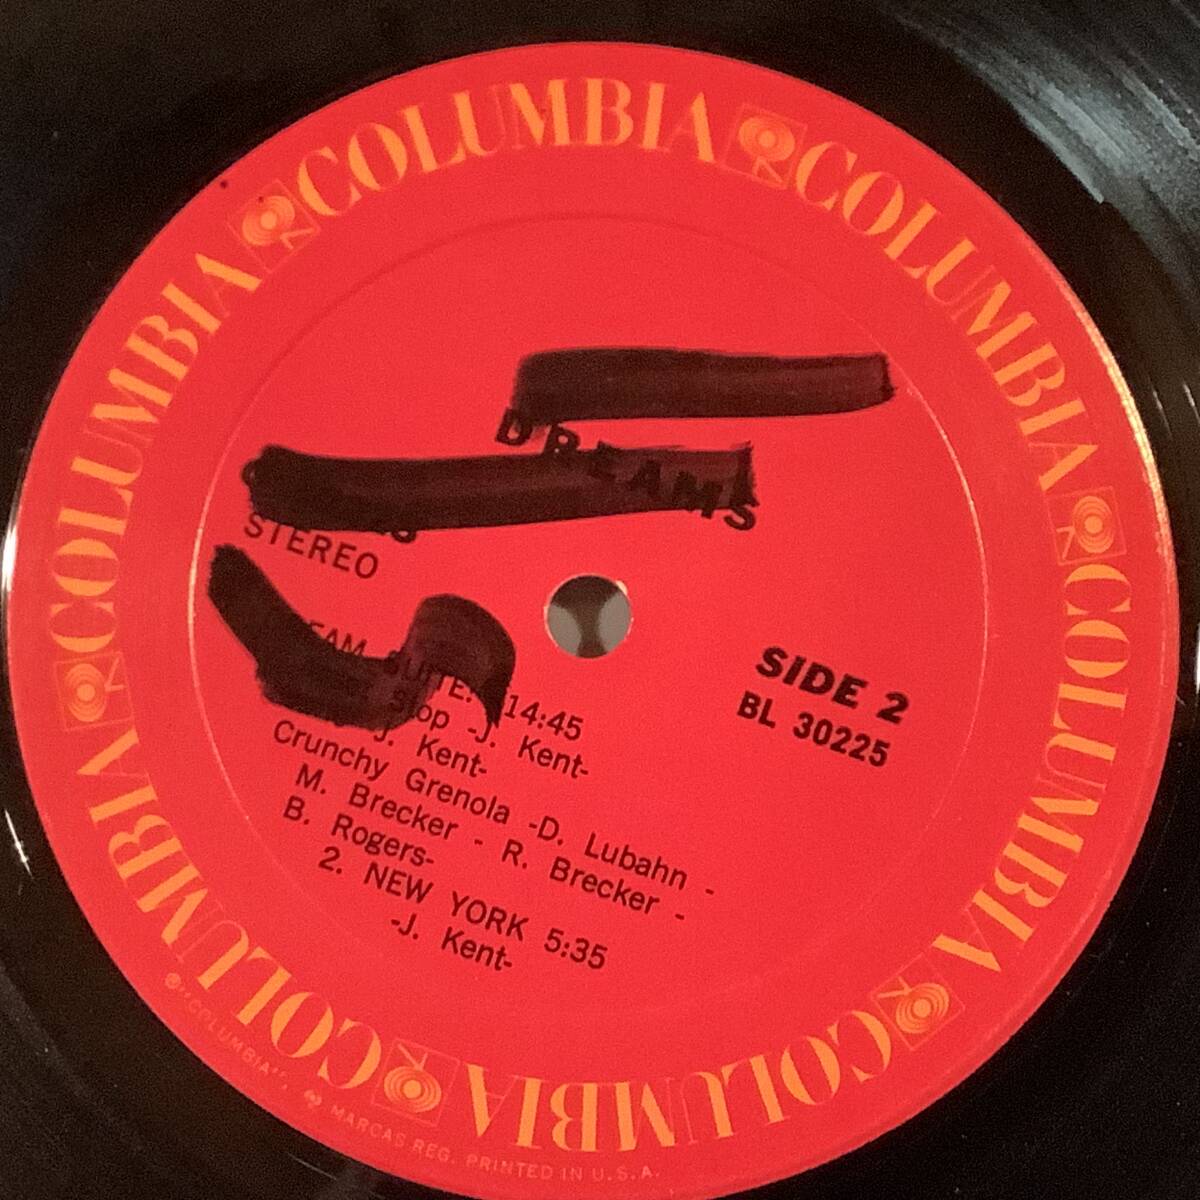 COLUMBIA COLUMBIA COLUMBIA COLUMBIA COLUMBIA COLUMBIA
DREAMS
STEREO
SIDE 2
BL 30225
SUITE: 14:45
Stop -J. Kent-
J. Kent-
Crunchy Grenola -D. Lubahn -
M. Brecker - R. Brecker -
B. Rogers-
2. NEW YORK 5:35
-J. Kent-
℗"COLUMBIA", MARCAS REG. PRINTED IN U.S.A.